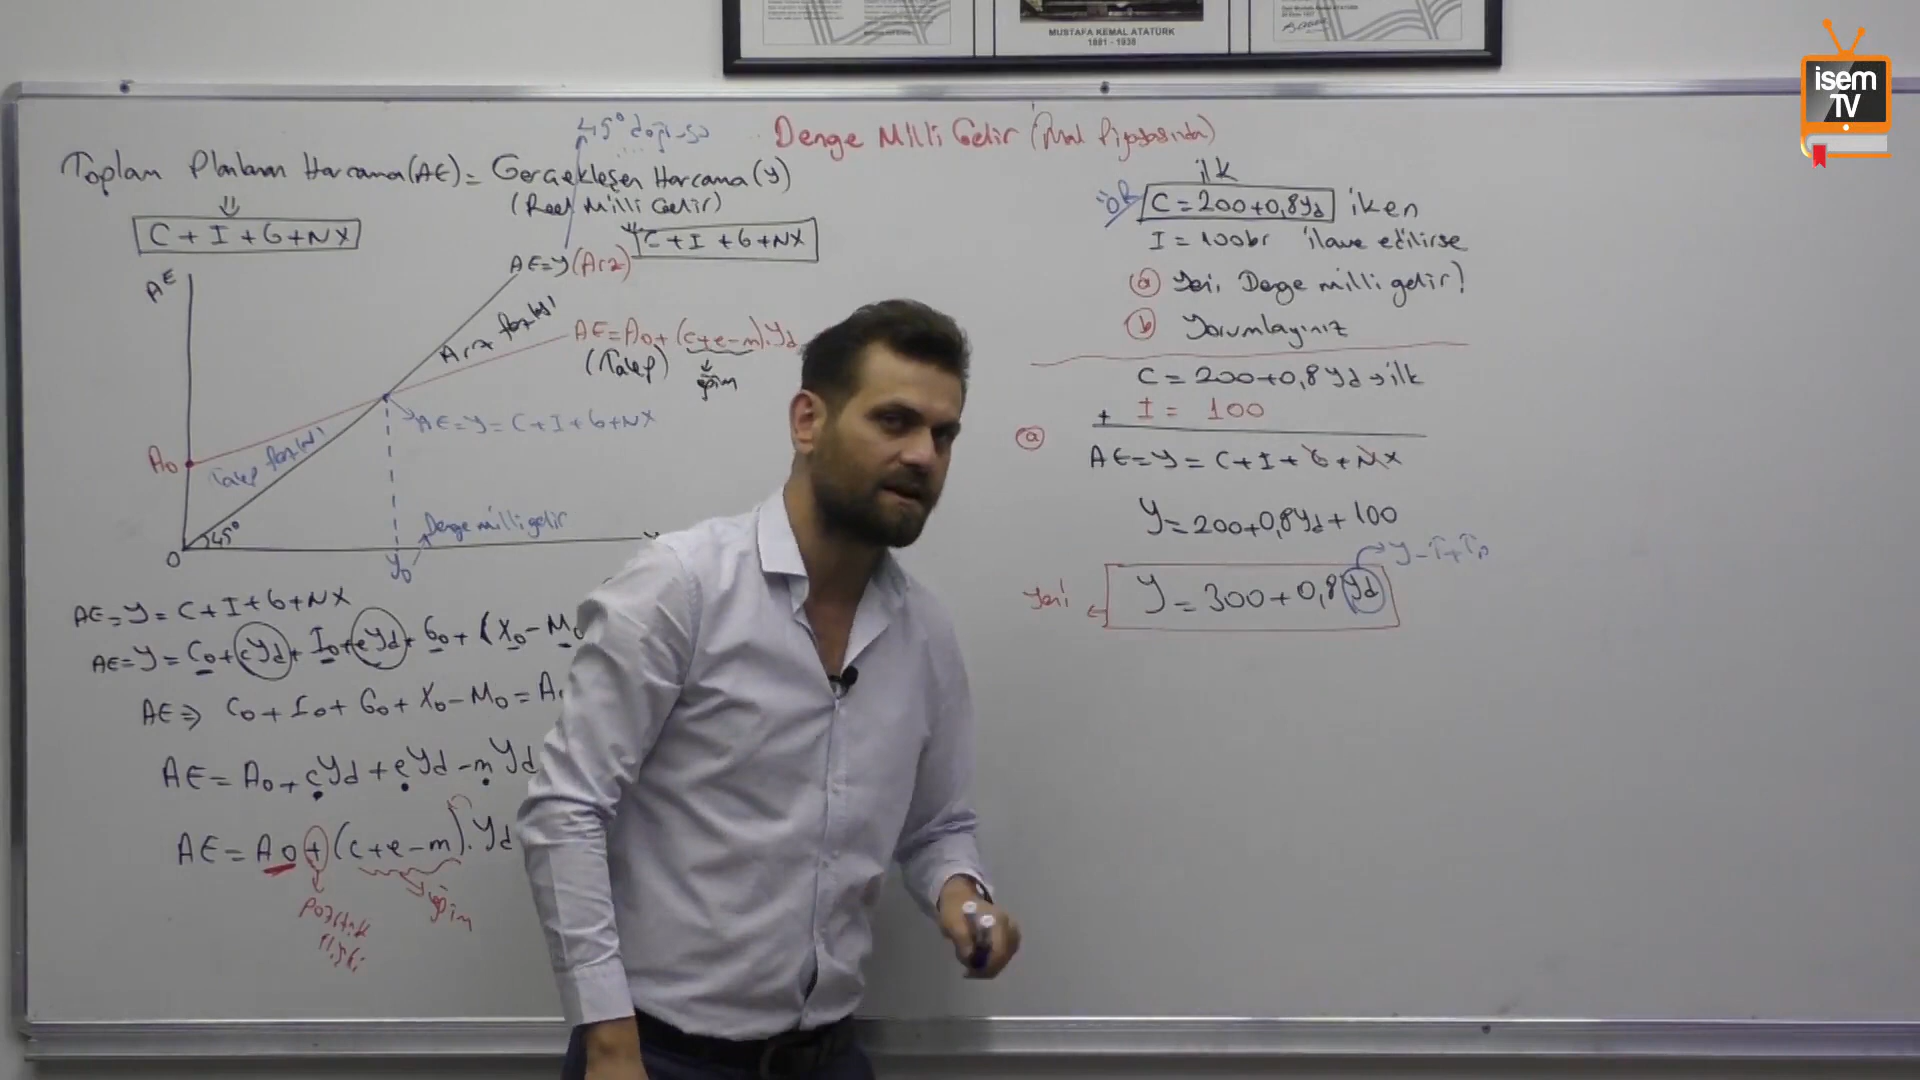 MUSTAFA KEMAL ATATÜRK
1881 - 1938
isem
TV
Denge Milli Gelir (Mal Piyasasında)
45° doğrusu
Toplam Planlanan Harcama (AE) = Gerçekleşen Harcama (y)
(Reel Milli Gelir)
C + I + G + NX
C + I + G + NX
AE
AE = y (Arz)
Arz fazlası
AE = A0 + (c+e-m).Yd
(Talep)
eğim
AE = y = C + I + G + NX
A0
Talep fazlası
45°
0
Y0
Denge milli gelir
AE = y = C + I + G + NX
AE = y = C0 + cYd + I0 + eYd + G0 + (X0 - M0
AE ⇒ C0 + I0 + G0 + X0 - M0 = A
AE = A0 + cYd + eYd - mYd
AE = A0 + (c+e-m).Yd
Pozitif ilişki
eğim
ilk
ör C = 200 + 0,8Yd iken
I = 100br ilave edilirse
a Yeni Denge milli gelir?
b Yorumlayınız
C = 200 + 0,8Yd → ilk
+ I = 100
a
AE = y = C + I + G + NX
Y = 200 + 0,8Yd + 100
Y - T + TR
Yeni
Y = 300 + 0,8Yd